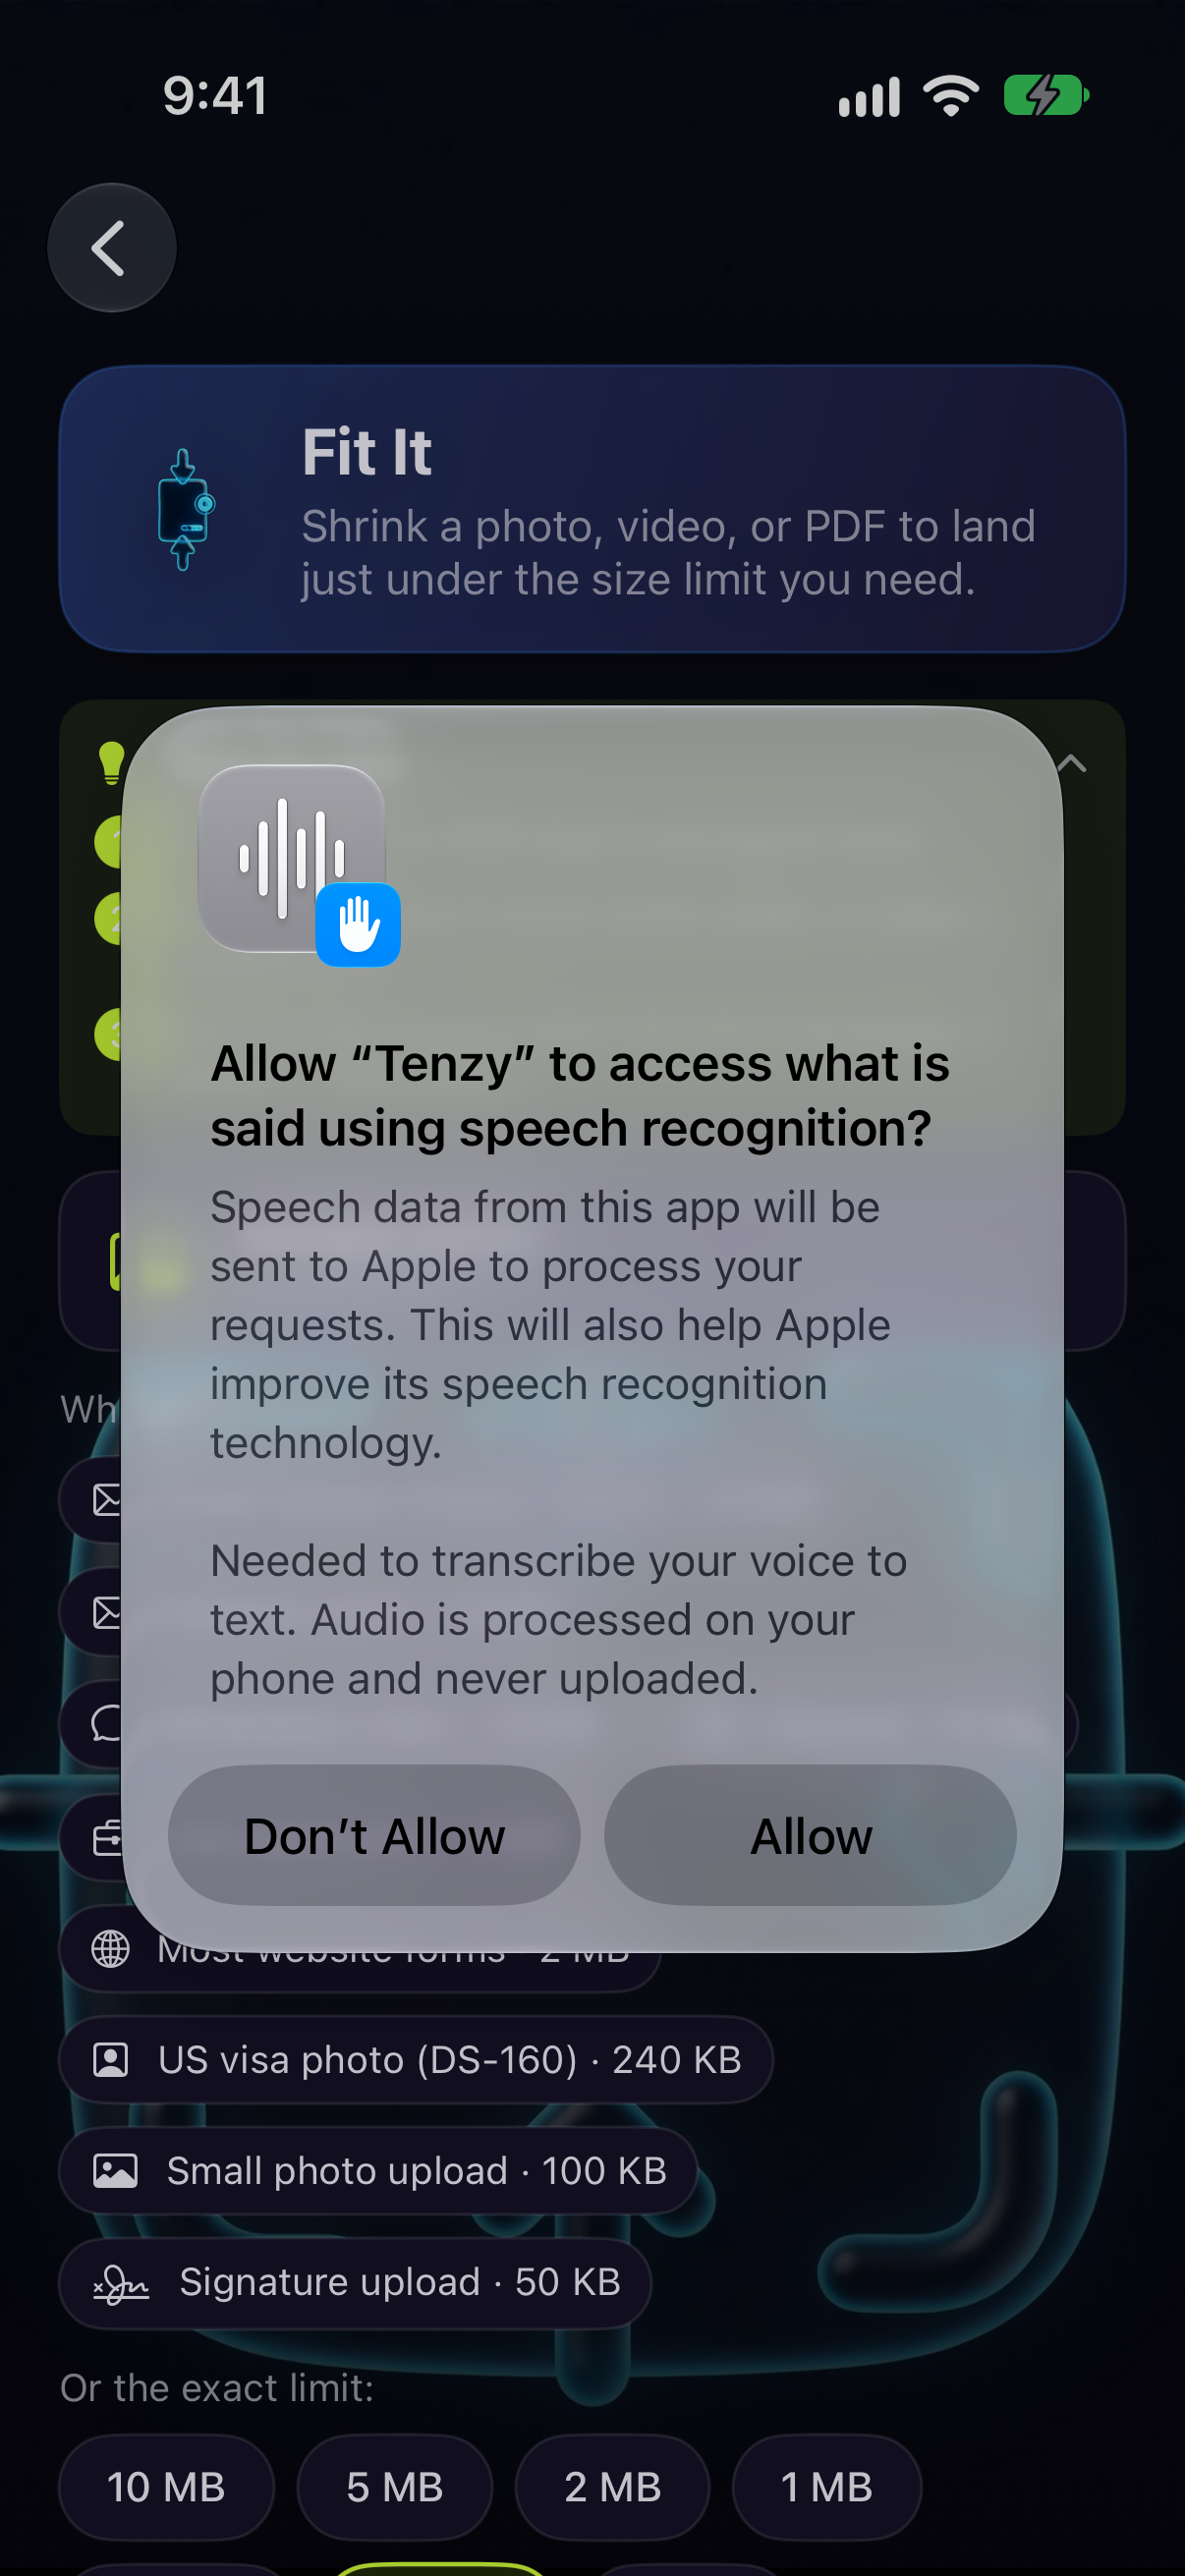 9:41
Fit It
Shrink a photo, video, or PDF to land
just under the size limit you need.
Allow “Tenzy” to access what is
said using speech recognition?
Speech data from this app will be
sent to Apple to process your
requests. This will also help Apple
improve its speech recognition
technology.
Needed to transcribe your voice to
text. Audio is processed on your
phone and never uploaded.
Don’t Allow
Allow
Most website forms · 2 MB
US visa photo (DS-160) · 240 KB
Small photo upload · 100 KB
Signature upload · 50 KB
Or the exact limit:
10 MB
5 MB
2 MB
1 MB